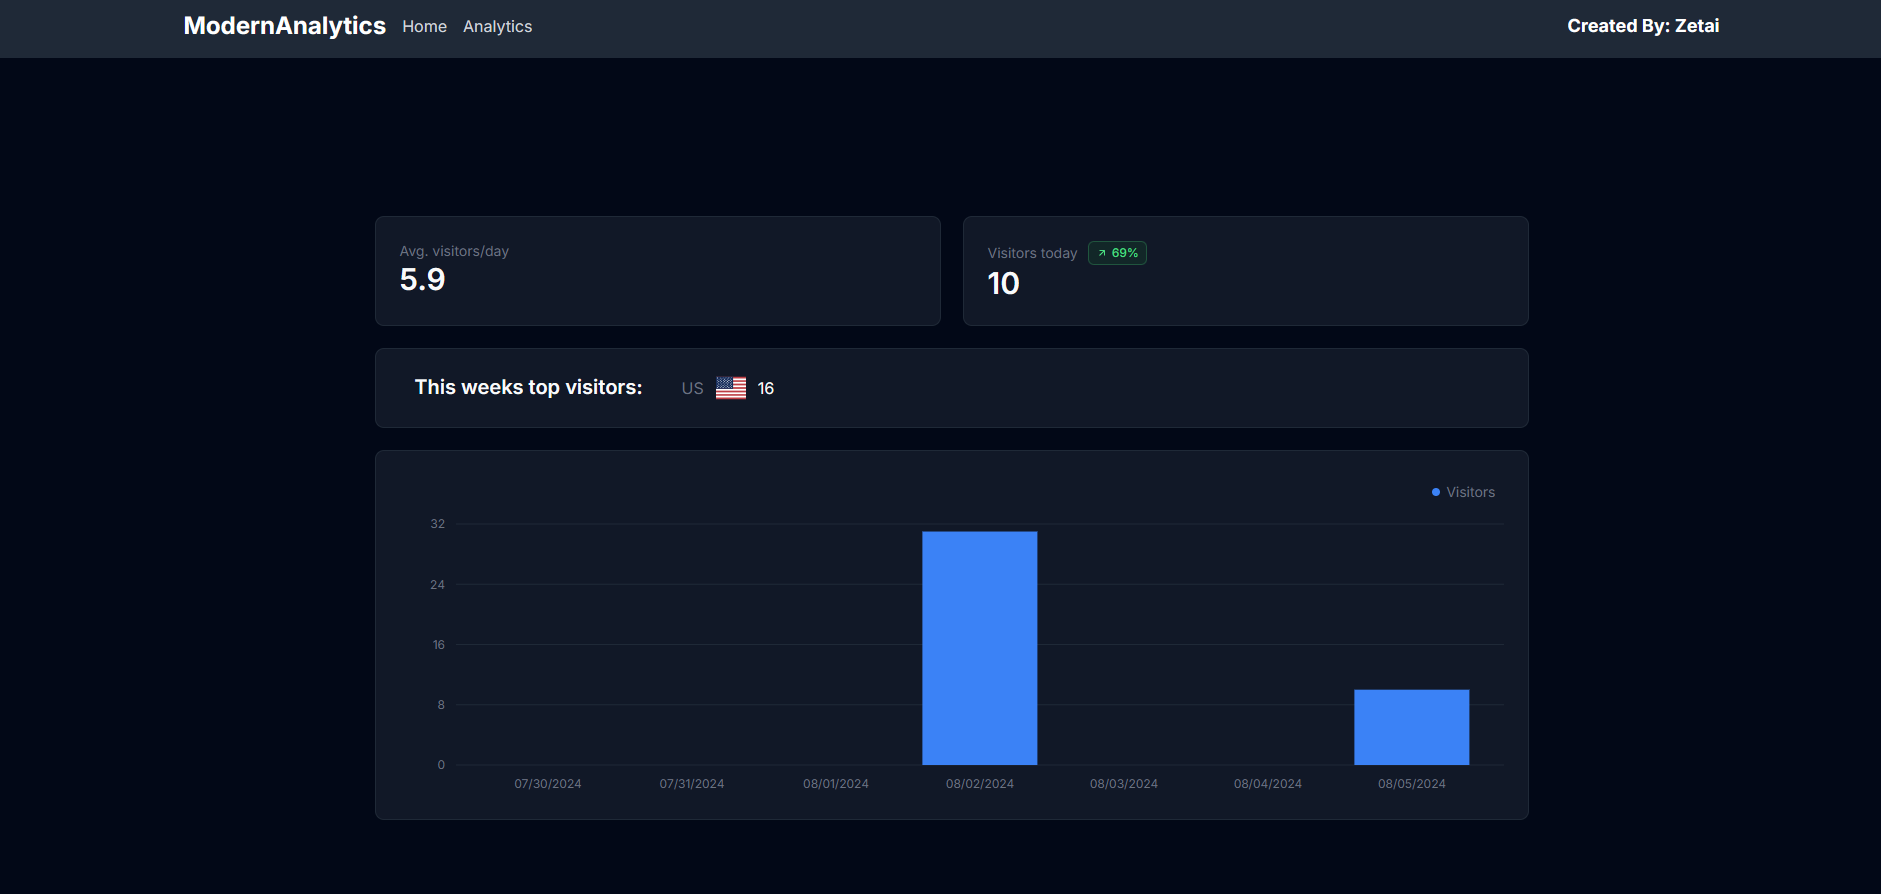 ModernAnalytics Home Analytics Created By: Zetai
Avg. visitors/day
5.9
Visitors today 69%
10
This weeks top visitors: US 16
Visitors
32
24
16
8
0
07/30/2024 07/31/2024 08/01/2024 08/02/2024 08/03/2024 08/04/2024 08/05/2024